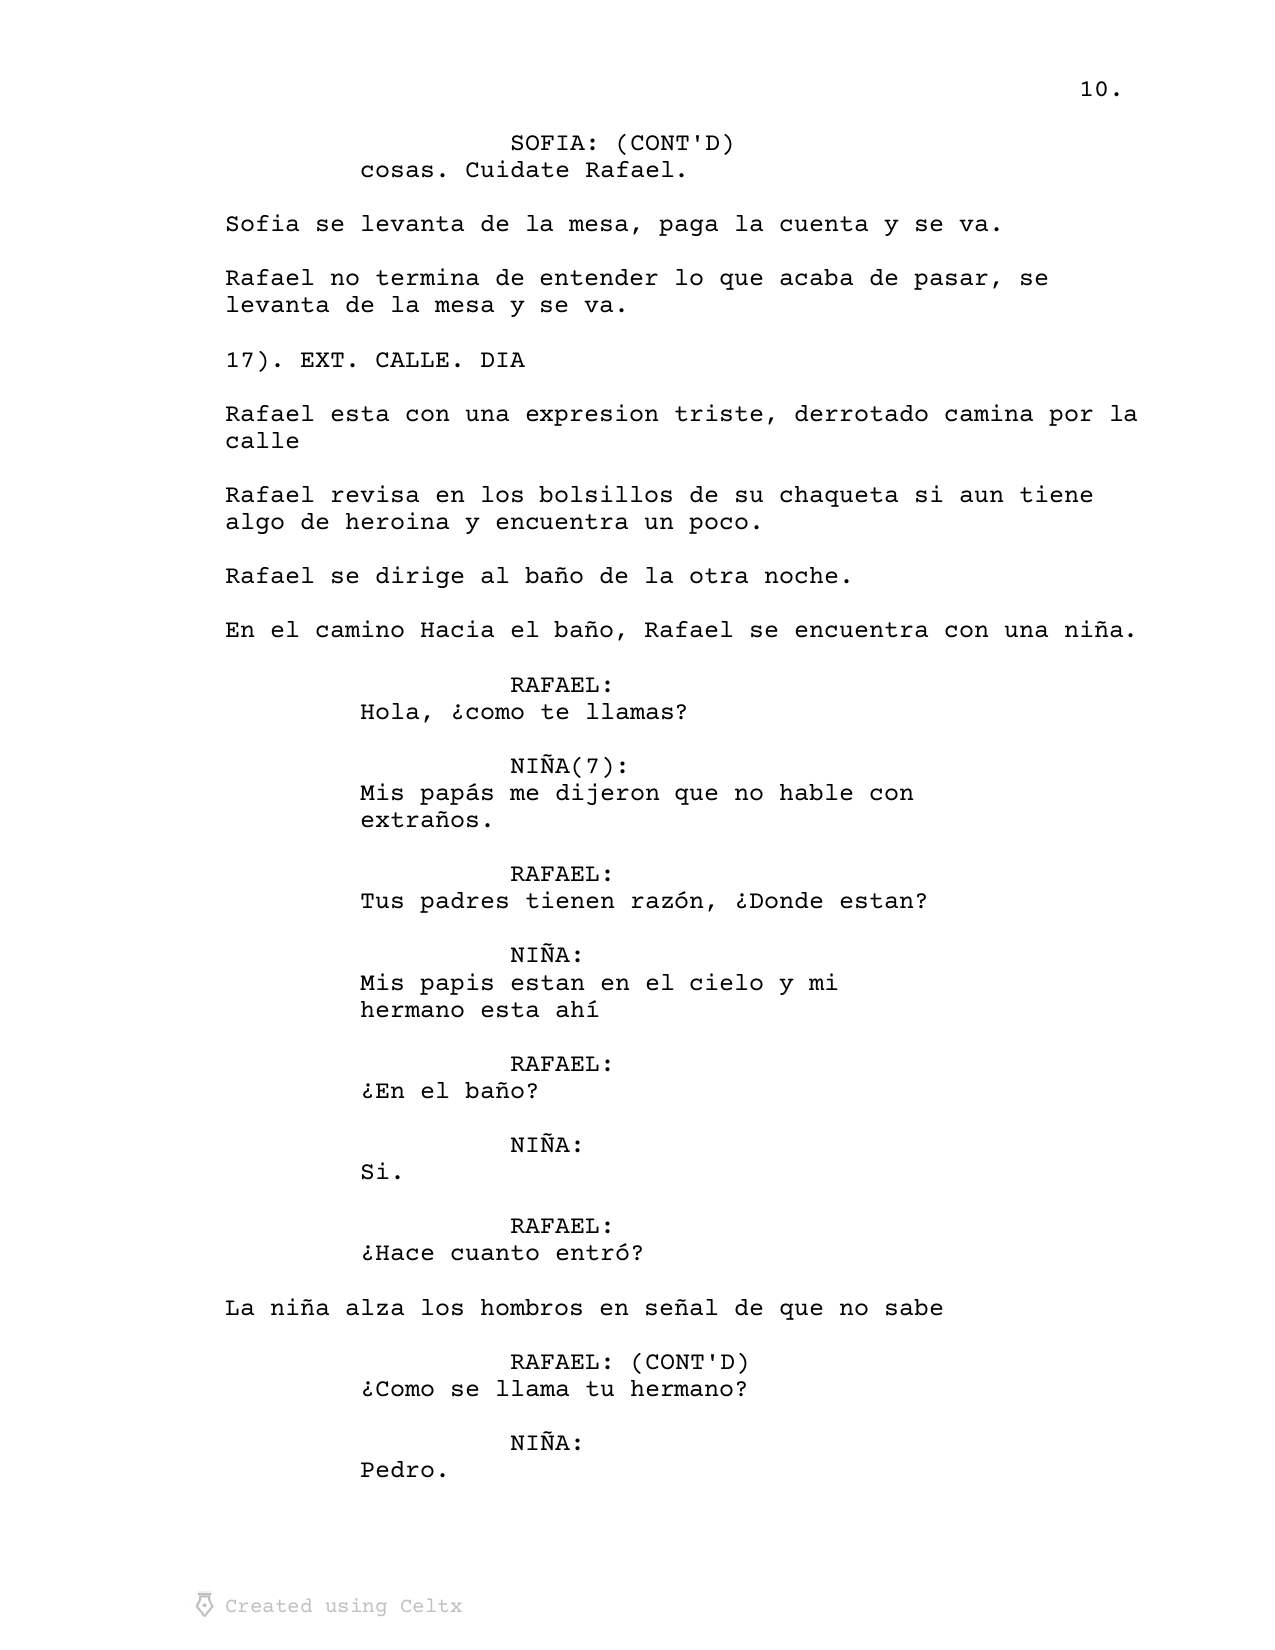 10.
SOFIA: (CONT'D)
cosas. Cuidate Rafael.
Sofia se levanta de la mesa, paga la cuenta y se va.
Rafael no termina de entender lo que acaba de pasar, se
levanta de la mesa y se va.
17). EXT. CALLE. DIA
Rafael esta con una expresion triste, derrotado camina por la
calle
Rafael revisa en los bolsillos de su chaqueta si aun tiene
algo de heroina y encuentra un poco.
Rafael se dirige al baño de la otra noche.
En el camino Hacia el baño, Rafael se encuentra con una niña.
RAFAEL:
Hola, ¿como te llamas?
NIÑA(7):
Mis papás me dijeron que no hable con
extraños.
RAFAEL:
Tus padres tienen razón, ¿Donde estan?
NIÑA:
Mis papis estan en el cielo y mi
hermano esta ahí
RAFAEL:
¿En el baño?
NIÑA:
Si.
RAFAEL:
¿Hace cuanto entró?
La niña alza los hombros en señal de que no sabe
RAFAEL: (CONT'D)
¿Como se llama tu hermano?
NIÑA:
Pedro.
Created using Celtx